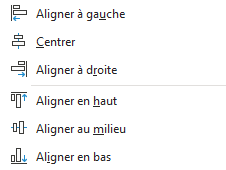 Aligner à gauche
Centrer
Aligner à droite
Aligner en haut
Aligner au milieu
Aligner en bas